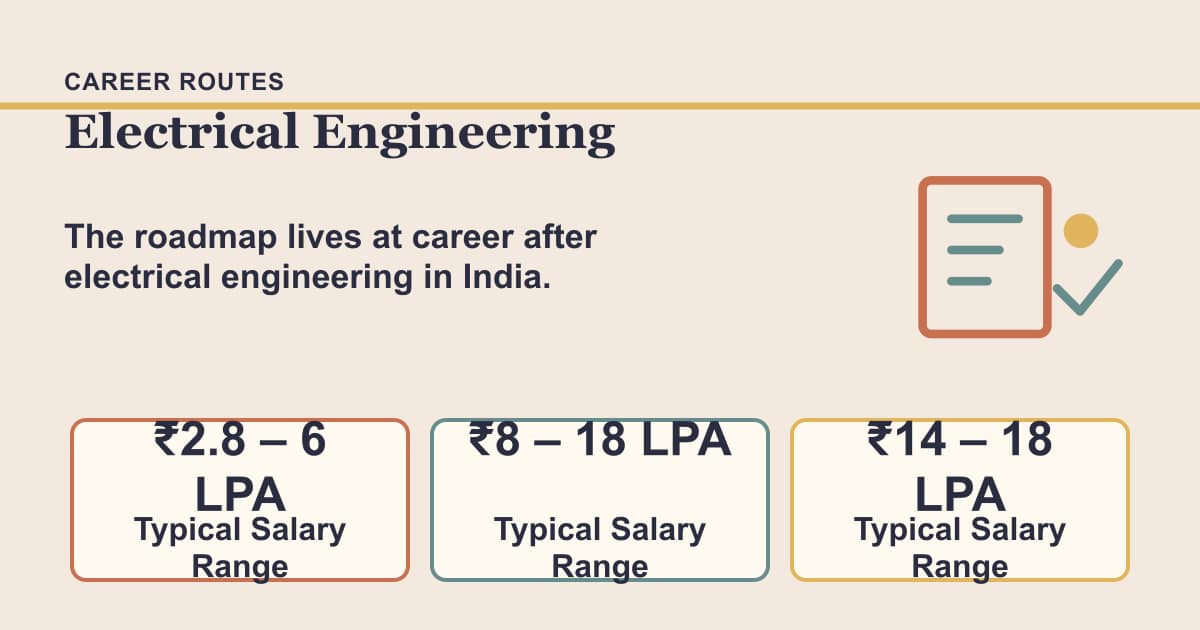 CAREER ROUTES
Electrical Engineering
The roadmap lives at career after
electrical engineering in India.
₹2.8 – 6
LPA
Typical Salary
Range
₹8 – 18 LPA
Typical Salary
Range
₹14 – 18
LPA
Typical Salary
Range